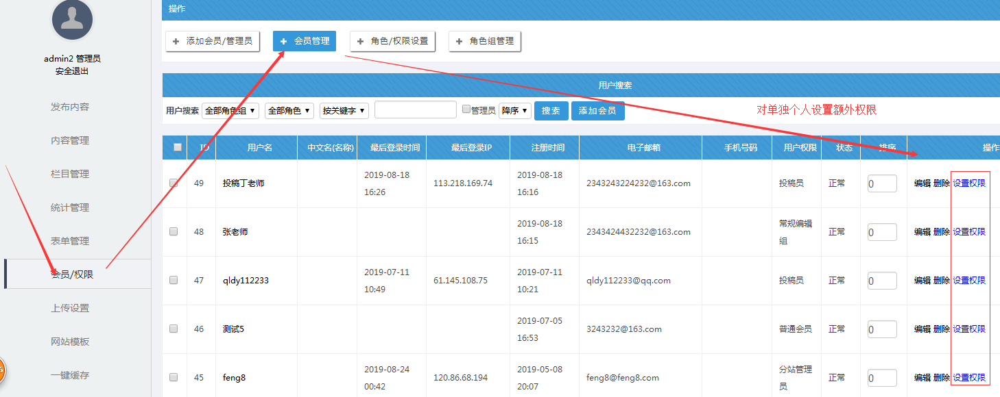 admin2 管理员
安全退出
发布内容
内容管理
栏目管理
统计管理
表单管理
会员/权限
上传设置
网站模板
一键缓存
操作
+ 添加会员/管理员 + 会员管理 + 角色/权限设置 + 角色组管理
用户搜索
用户搜索 全部角色组 全部角色 按关键字 管理员 降序 搜索 添加会员
对单独个人设置额外权限
ID 用户名 中文名(名称) 最后登录时间 最后登录IP 注册时间 电子邮箱 手机号码 用户权限 状态 排序 操作
49 投稿丁老师 2019-08-18 16:26 113.218.169.74 2019-08-18 16:16 2343243224232@163.com 投稿员 正常 0 编辑 删除 设置权限
48 张老师 2019-08-18 16:15 2343424432232@163.com 常规编辑组 正常 0 编辑 删除 设置权限
47 qldy112233 2019-07-11 10:49 61.145.108.75 2019-07-11 10:21 qldy112233@qq.com 投稿员 正常 0 编辑 删除 设置权限
46 测试5 2019-07-05 16:53 3243232@163.com 普通会员 正常 0 编辑 删除 设置权限
45 feng8 2019-08-24 00:42 120.86.68.194 2019-05-08 20:07 feng8@feng8.com 分站管理员 正常 0 编辑 删除 设置权限